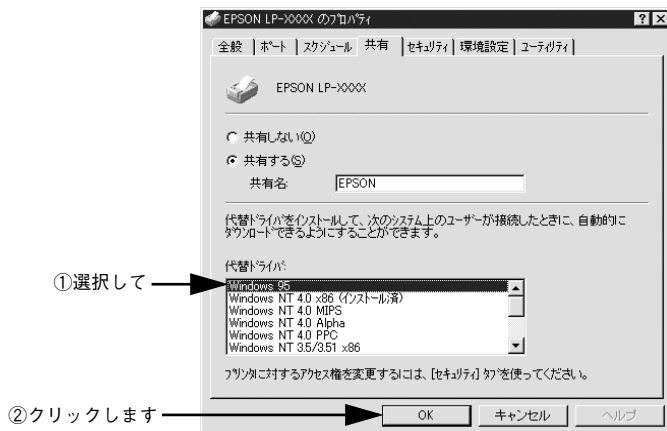 EPSON LP-XXXX のプロパティ
全般 ポート スケジュール 共有 セキュリティ 環境設定 ユーティリティ
EPSON LP-XXXX
共有しない(O)
共有する(S)
共有名: EPSON
代替ドライバをインストールして、次のシステム上のユーザーが接続したときに、自動的に
ダウンロードできるようにすることができます。
代替ドライバ:
①選択して
Windows 95
Windows NT 4.0 x86 (インストール済)
Windows NT 4.0 MIPS
Windows NT 4.0 Alpha
Windows NT 4.0 PPC
Windows NT 3.5/3.51 x86
プリンタに対するアクセス権を変更するには、[セキュリティ] タブを使ってください。
②クリックします
OK キャンセル ヘルプ